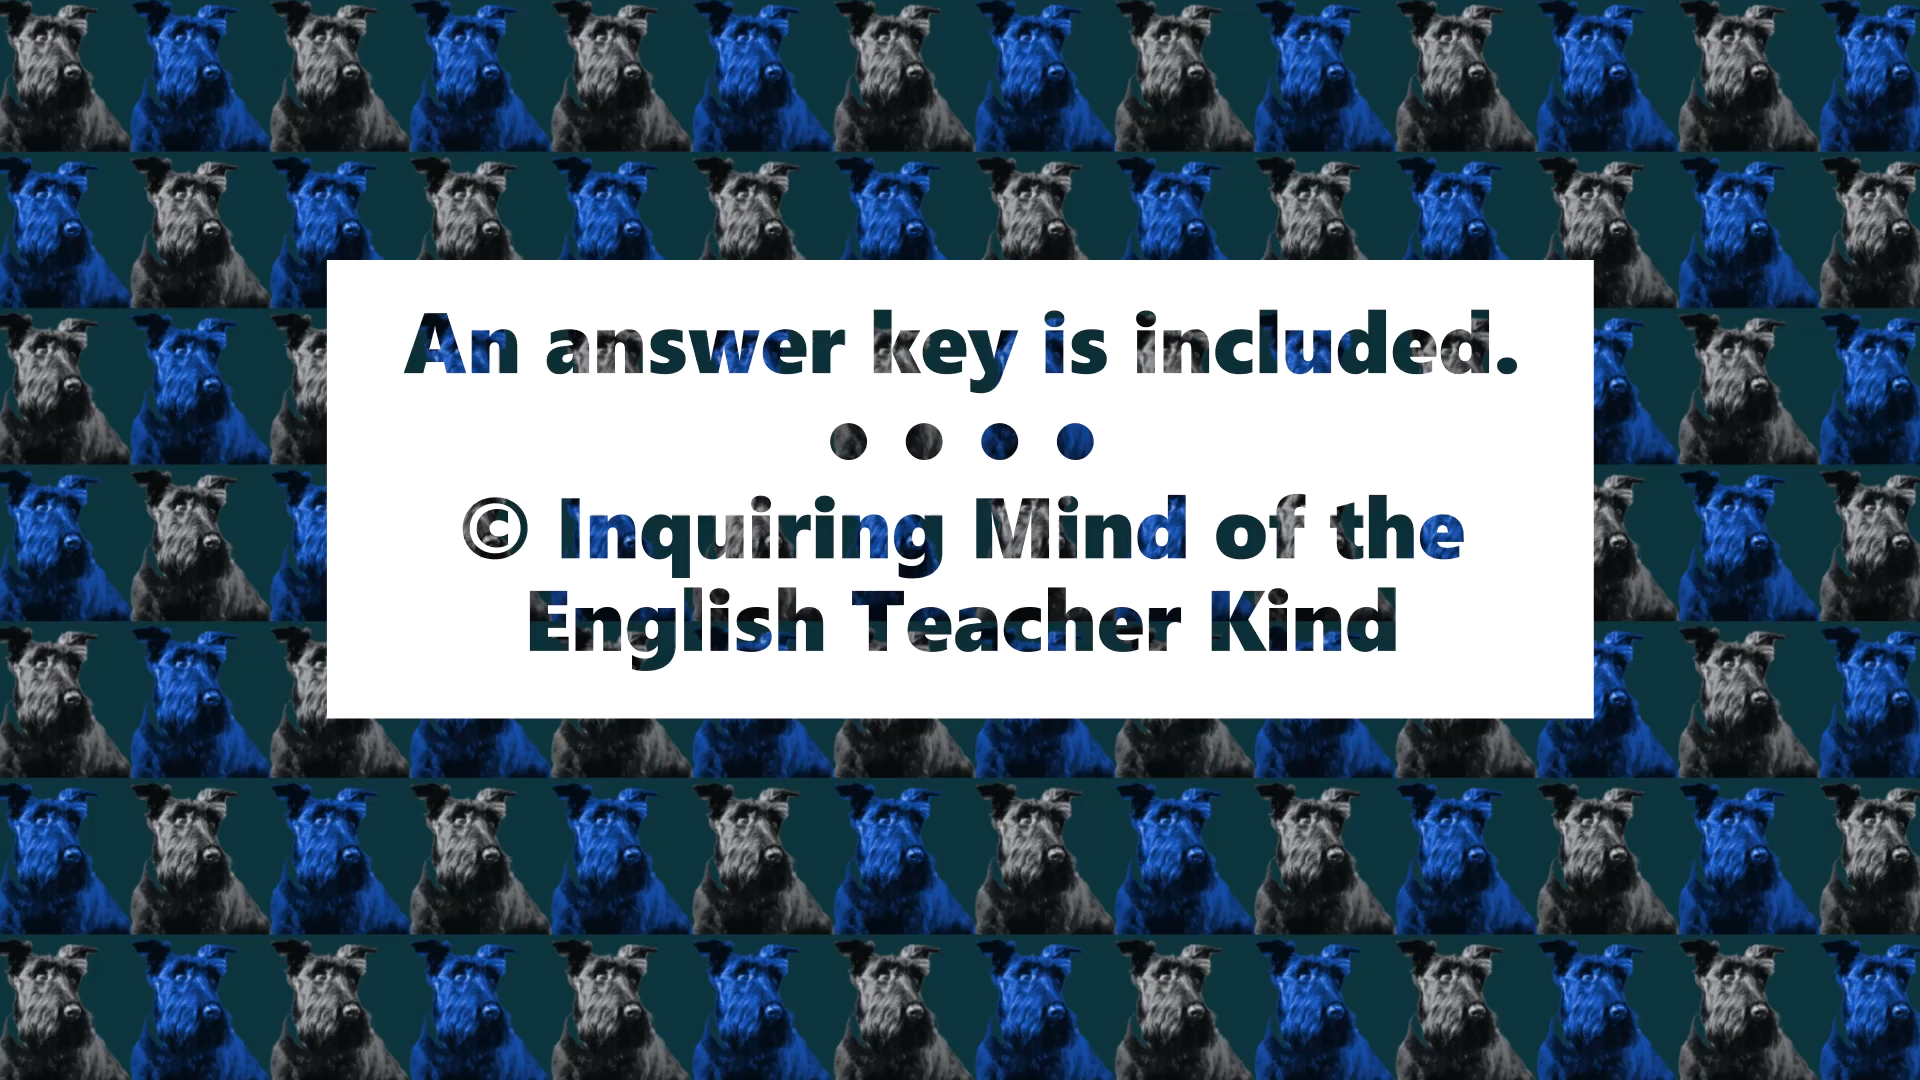 An answer key is included.
• • • •
© Inquiring Mind of the
English Teacher Kind